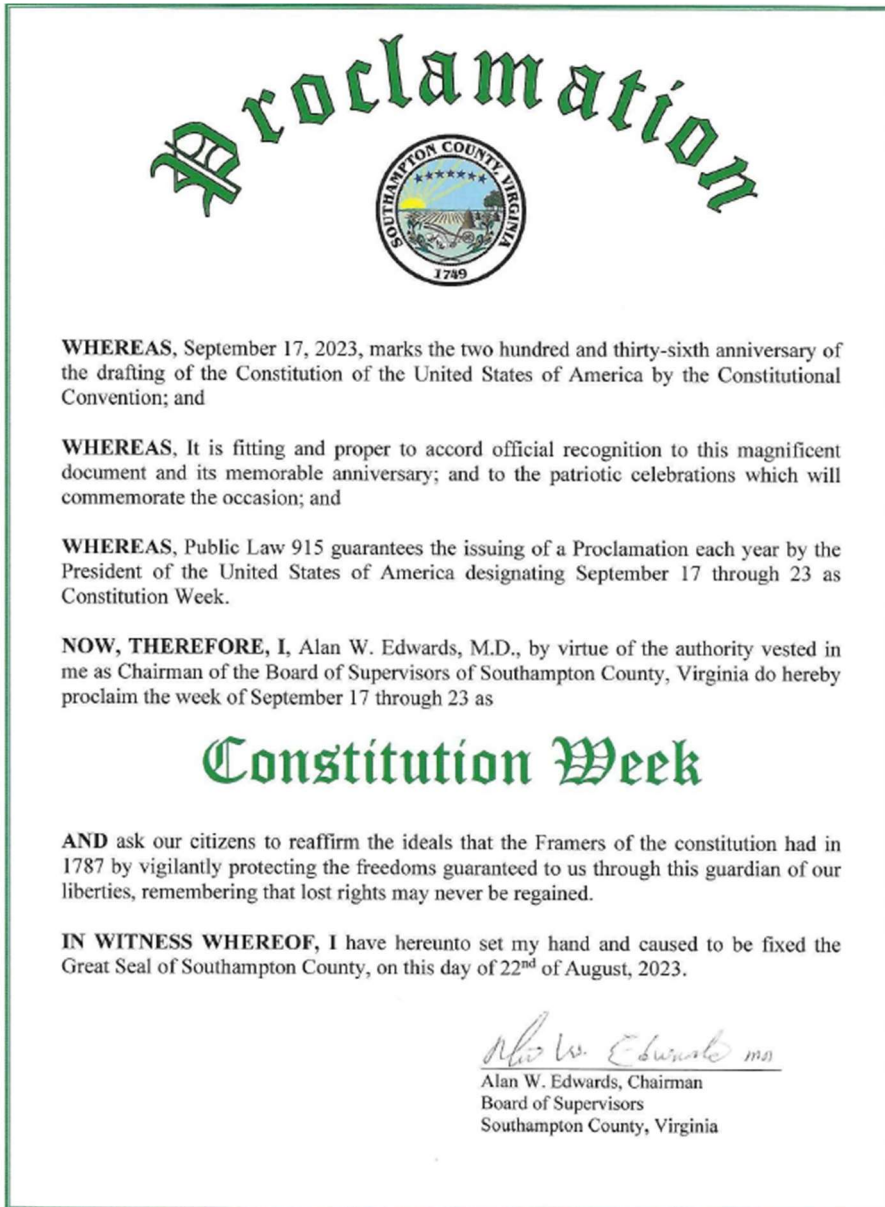 Proclamation
SOUTHAMPTON COUNTY, VIRGINIA
1749
WHEREAS, September 17, 2023, marks the two hundred and thirty-sixth anniversary of
the drafting of the Constitution of the United States of America by the Constitutional
Convention; and
WHEREAS, It is fitting and proper to accord official recognition to this magnificent
document and its memorable anniversary; and to the patriotic celebrations which will
commemorate the occasion; and
WHEREAS, Public Law 915 guarantees the issuing of a Proclamation each year by the
President of the United States of America designating September 17 through 23 as
Constitution Week.
NOW, THEREFORE, I, Alan W. Edwards, M.D., by virtue of the authority vested in
me as Chairman of the Board of Supervisors of Southampton County, Virginia do hereby
proclaim the week of September 17 through 23 as
Constitution Week
AND ask our citizens to reaffirm the ideals that the Framers of the constitution had in
1787 by vigilantly protecting the freedoms guaranteed to us through this guardian of our
liberties, remembering that lost rights may never be regained.
IN WITNESS WHEREOF, I have hereunto set my hand and caused to be fixed the
Great Seal of Southampton County, on this day of 22nd of August, 2023.
Alan W. Edwards MD
Alan W. Edwards, Chairman
Board of Supervisors
Southampton County, Virginia